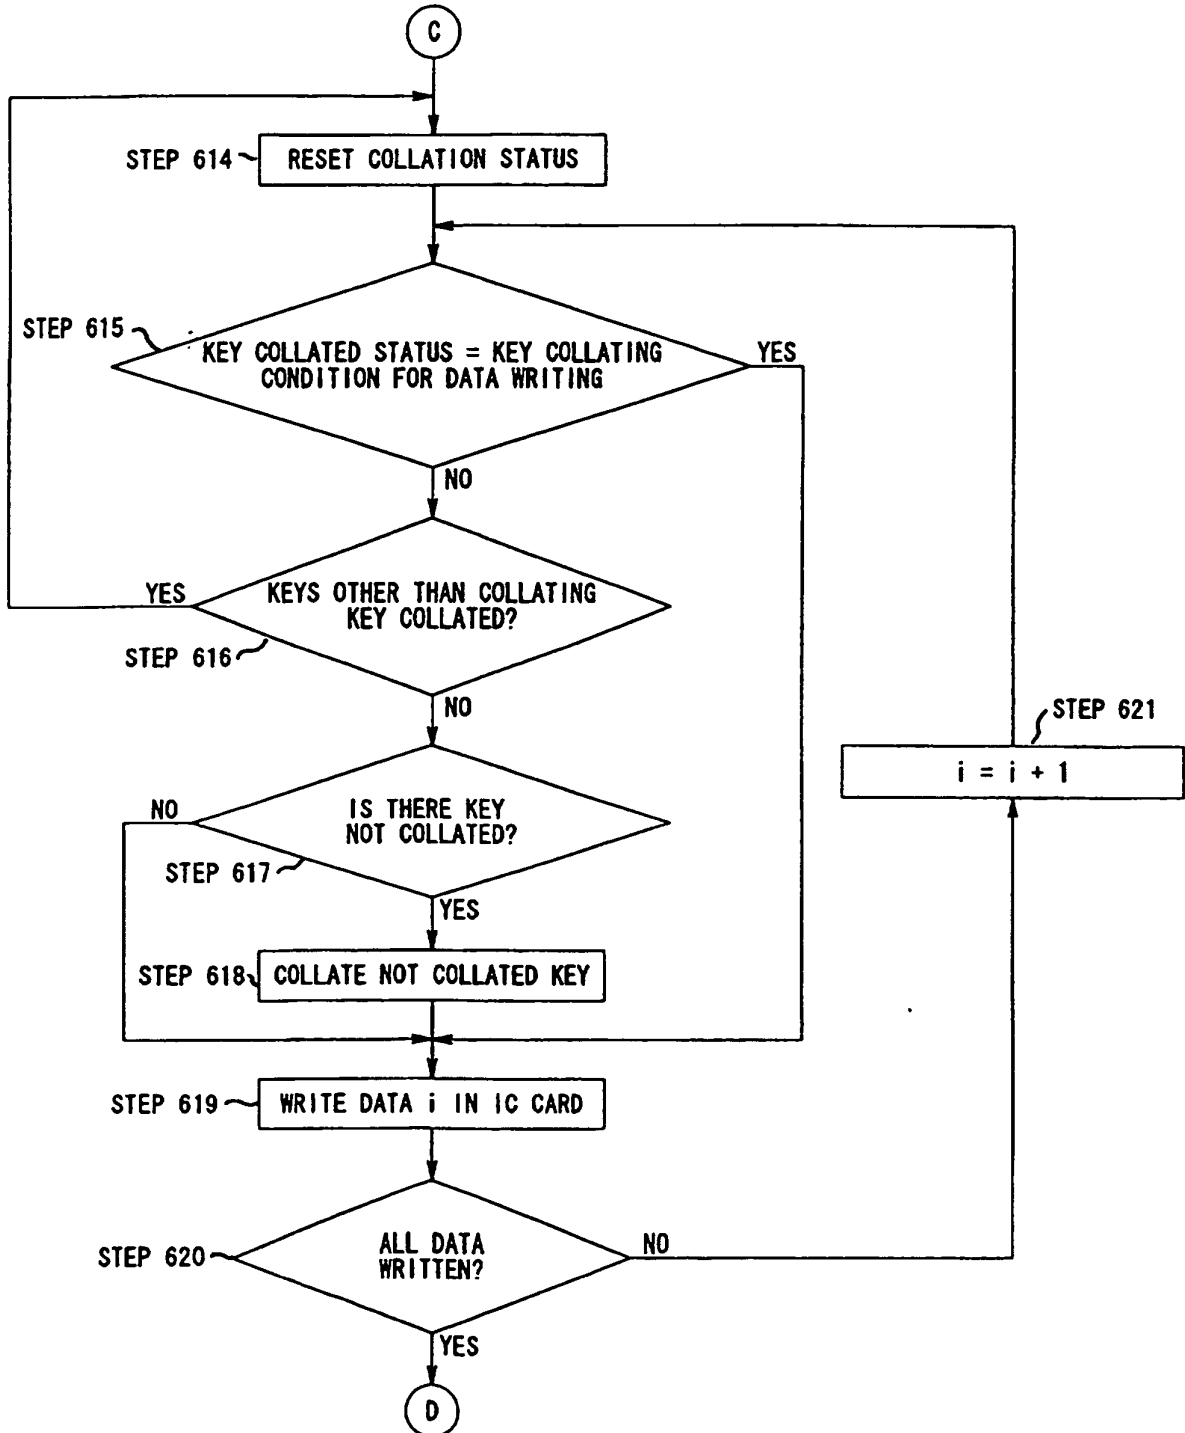 C
STEP 614
RESET COLLATION STATUS
STEP 615
KEY COLLATED STATUS = KEY COLLATING
CONDITION FOR DATA WRITING
YES
NO
YES
KEYS OTHER THAN COLLATING
KEY COLLATED?
STEP 616
NO
STEP 621
i = i + 1
NO
IS THERE KEY
NOT COLLATED?
STEP 617
YES
STEP 618
COLLATE NOT COLLATED KEY
STEP 619
WRITE DATA i IN IC CARD
STEP 620
ALL DATA
WRITTEN?
NO
YES
D